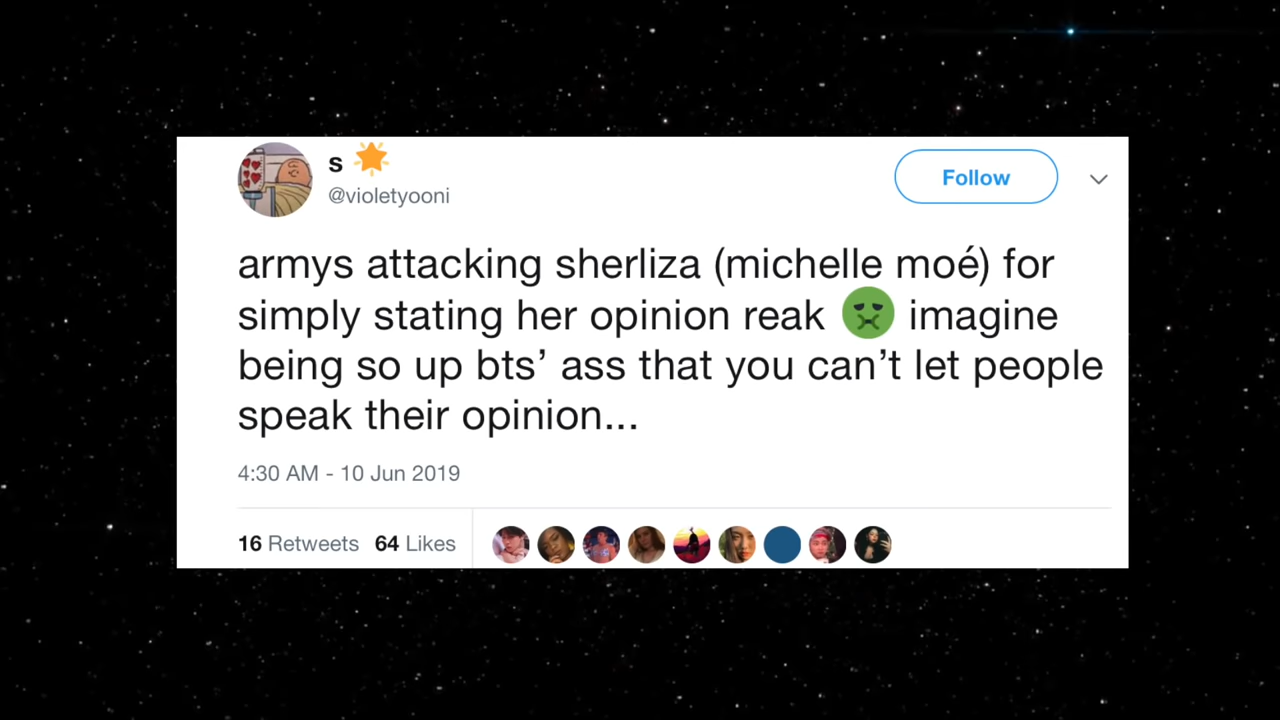 s 🌟
@violetyooni
Follow
armys attacking sherliza (michelle moé) for
simply stating her opinion reak 🤢 imagine
being so up bts’ ass that you can’t let people
speak their opinion...
4:30 AM - 10 Jun 2019
16 Retweets 64 Likes